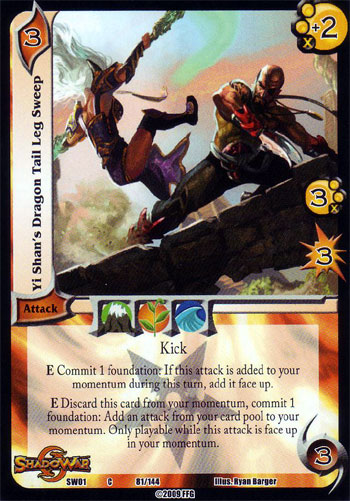 3
+2
Yi Shan's Dragon Tail Leg Sweep
3
3
Attack
Kick
E Commit 1 foundation: If this attack is added to your
momentum during this turn, add it face up.
E Discard this card from your momentum, commit 1
foundation: Add an attack from your card pool to your
momentum. Only playable while this attack is face up
in your momentum.
SHADOWAR
3
SW01 C 81/144 Illus. Ryan Barger
©2009 FFG